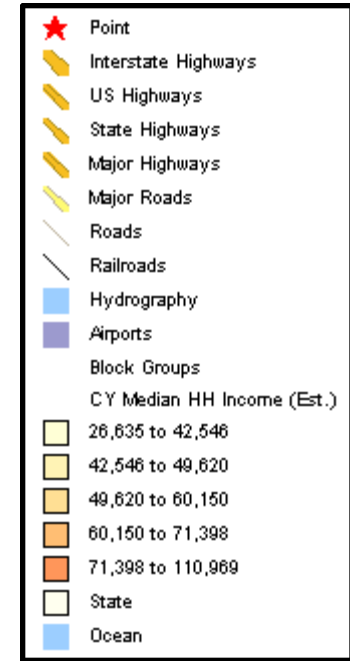 Point
Interstate Highways
US Highways
State Highways
Major Highways
Major Roads
Roads
Railroads
Hydrography
Airports
Block Groups
CY Median HH Income (Est.)
26,635 to 42,546
42,546 to 49,620
49,620 to 60,150
60,150 to 71,398
71,398 to 110,969
State
Ocean